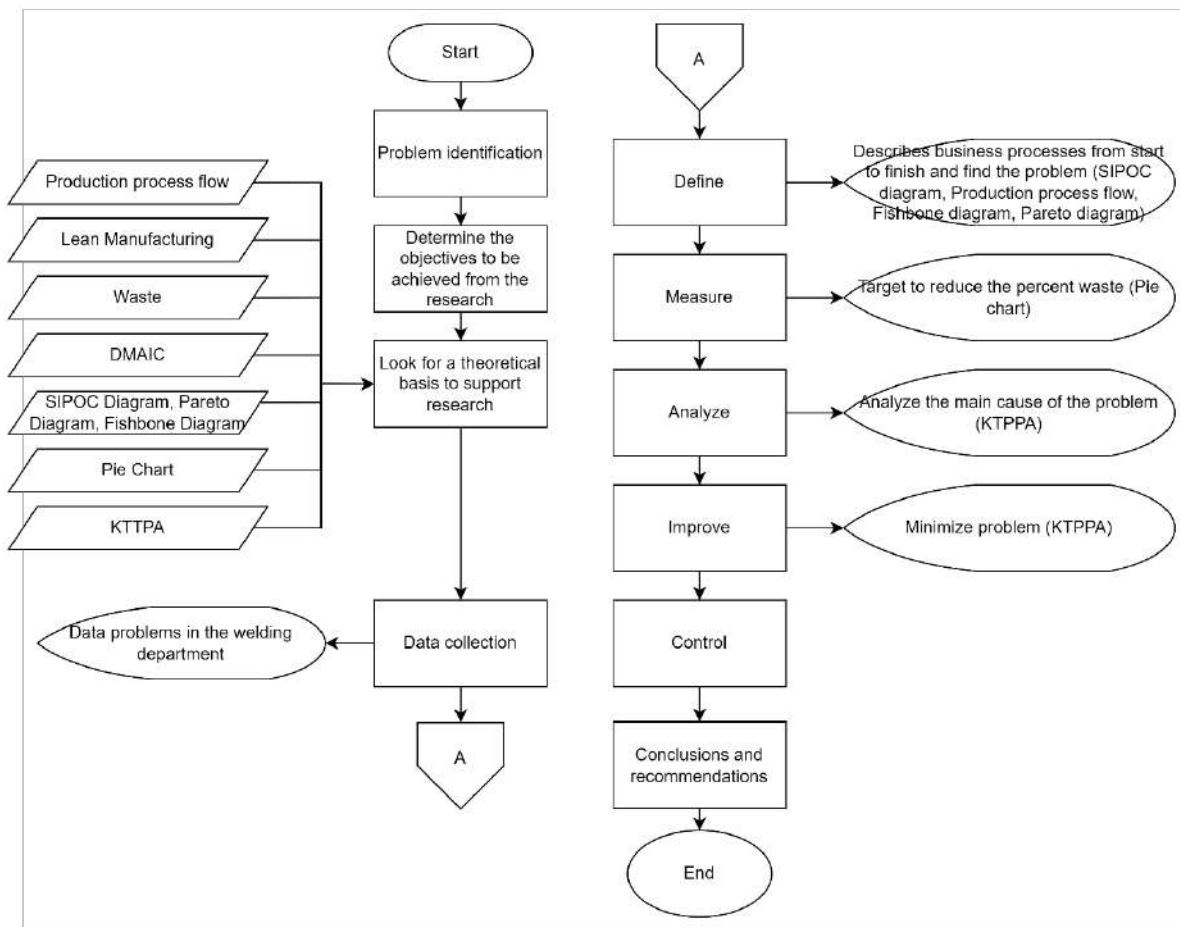 Start
Problem identification
Determine the
objectives to be
achieved from the
research
Look for a theoretical
basis to support
research
Production process flow
Lean Manufacturing
Waste
DMAIC
SIPOC Diagram, Pareto
Diagram, Fishbone Diagram
Pie Chart
KTTPA
Data collection
Data problems in the welding
department
A
A
Define
Describes business processes from start
to finish and find the problem (SIPOC
diagram, Production process flow,
Fishbone diagram, Pareto diagram)
Measure
Target to reduce the percent waste (Pie
chart)
Analyze
Analyze the main cause of the problem
(KTPPA)
Improve
Minimize problem (KTPPA)
Control
Conclusions and
recommendations
End